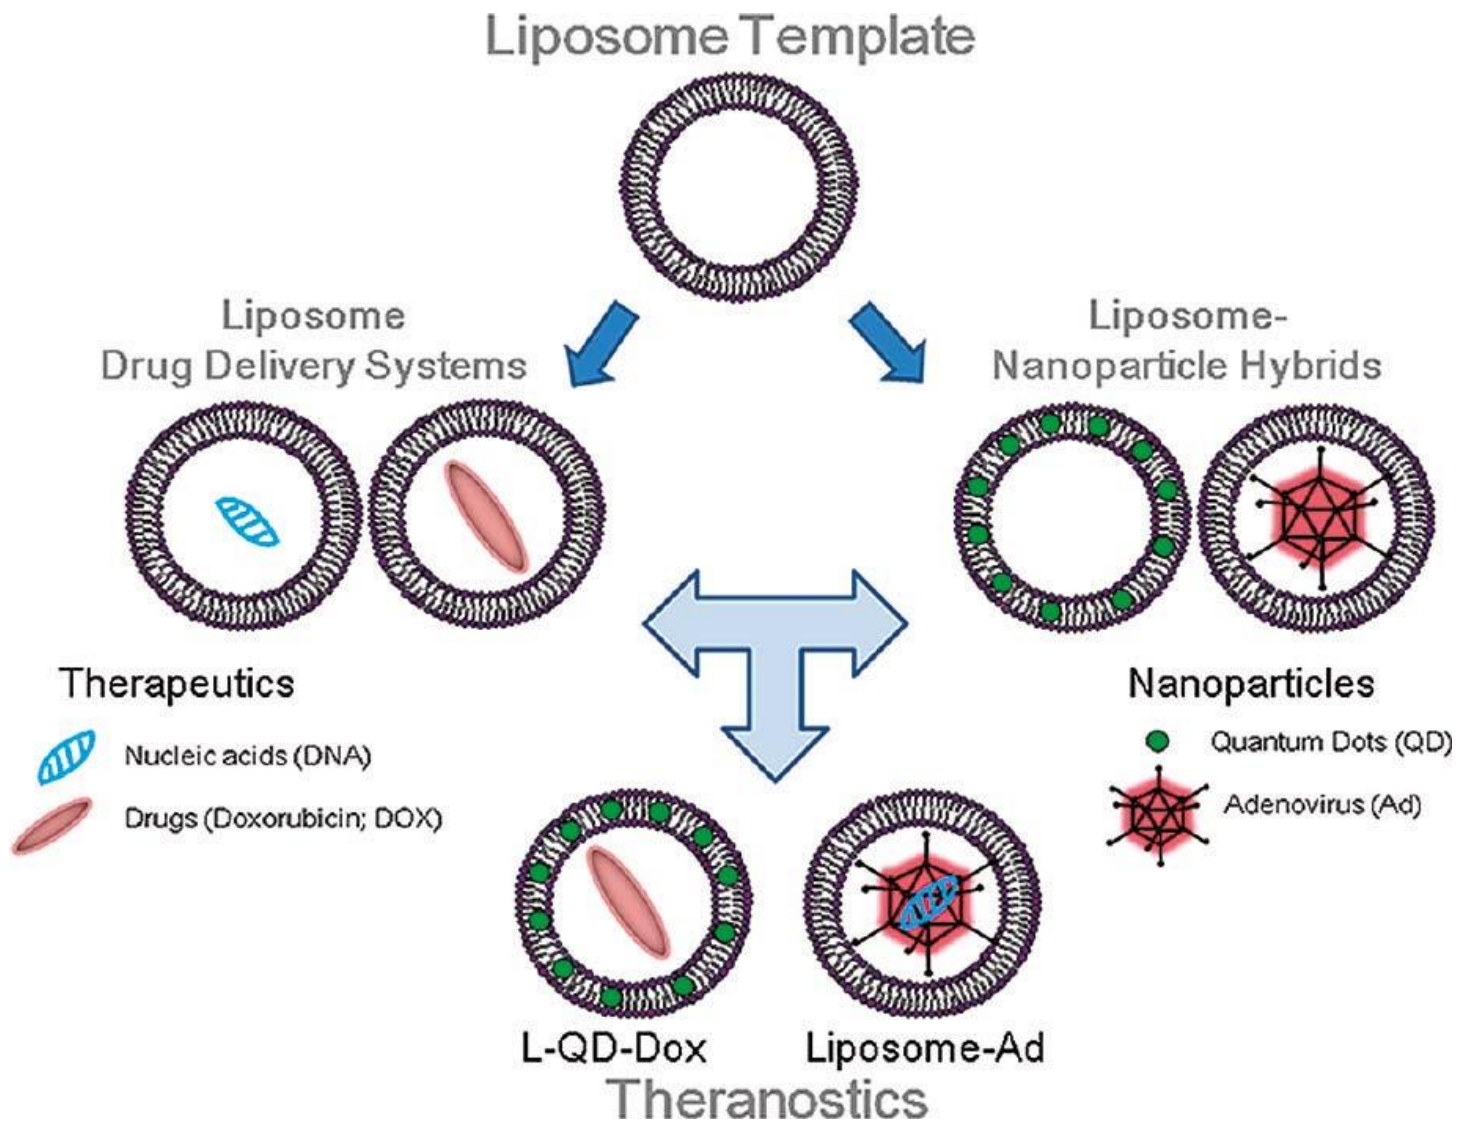 Liposome Template
Liposome
Drug Delivery Systems
Liposome-
Nanoparticle Hybrids
Therapeutics
Nucleic acids (DNA)
Drugs (Doxorubicin; DOX)
Nanoparticles
Quantum Dots (QD)
Adenovirus (Ad)
L-QD-Dox
Liposome-Ad
Theranostics